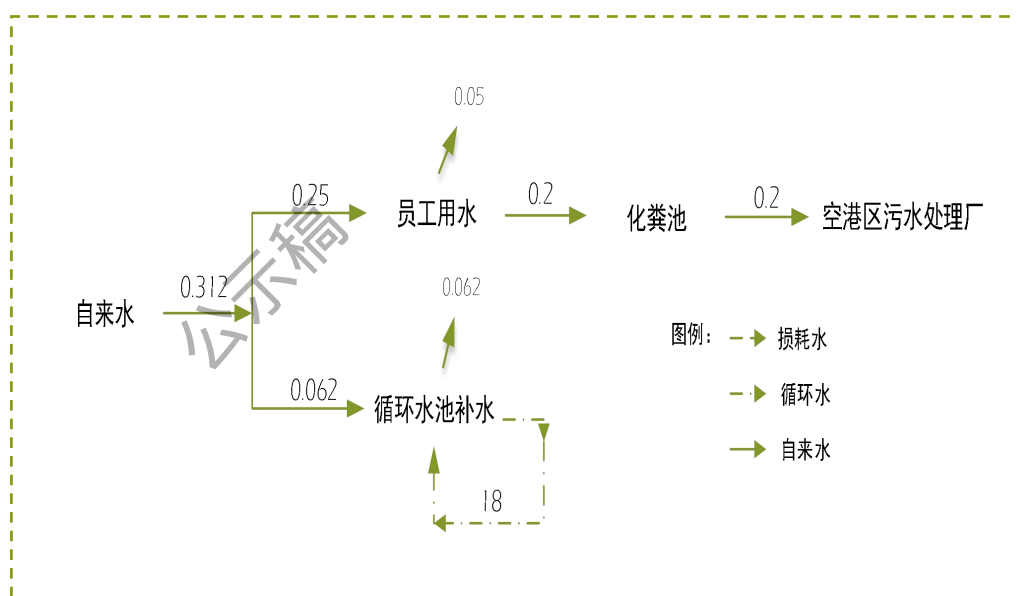 0.05
0.25
员工用水
0.2
化粪池
0.2
空港区污水处理厂
自来水
0.312
0.062
图例：
损耗水
循环水
自来水
0.062
循环水池补水
18
公示稿